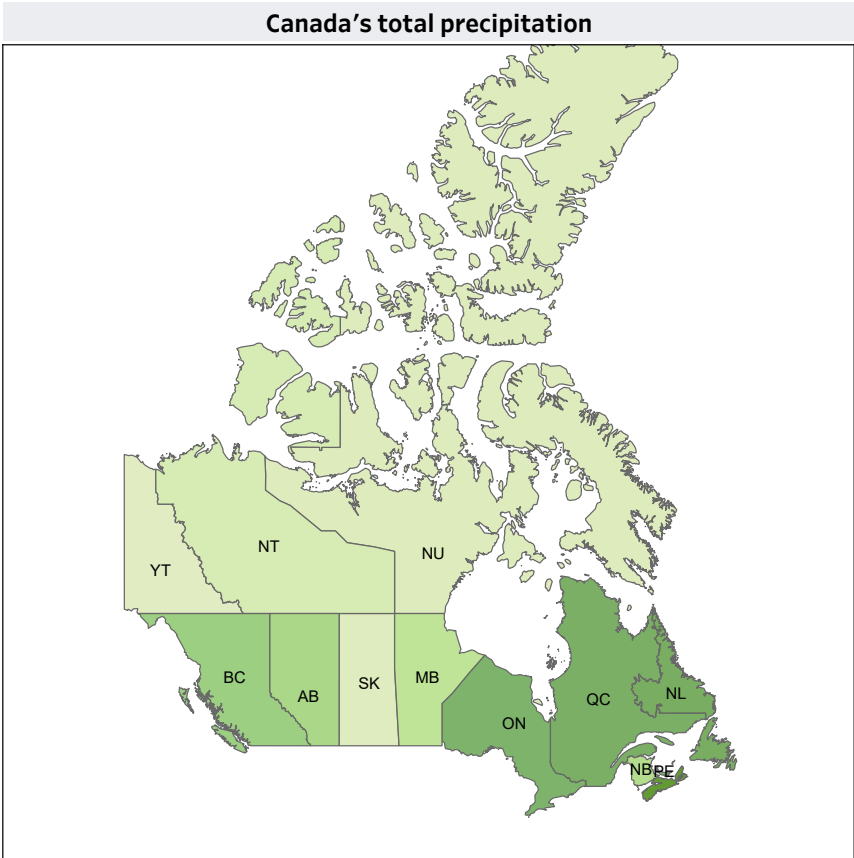 Canada's total precipitation
NT
YT
NU
BC
AB
SK
MB
ON
QC
NL
NB
PE